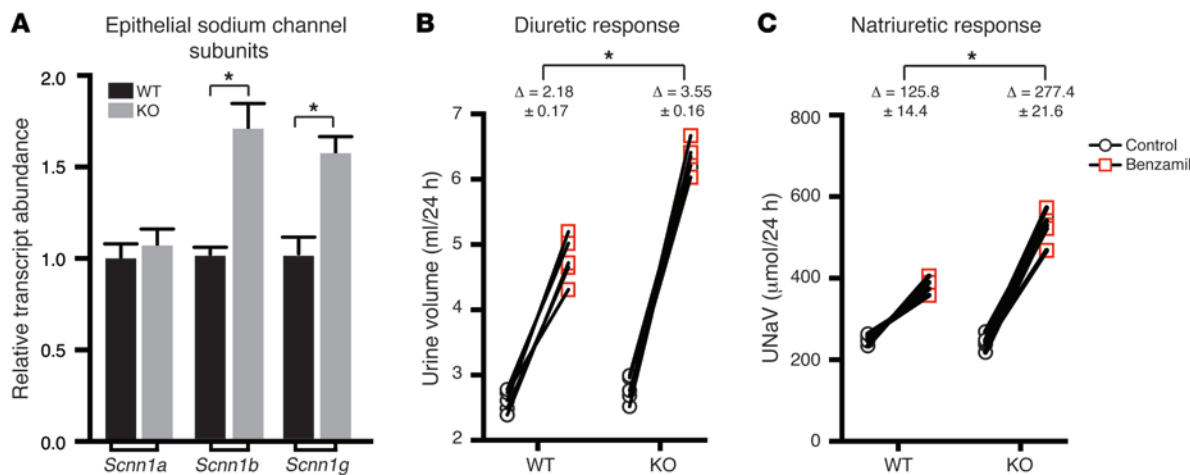 A
Epithelial sodium channel
subunits
WT
KO
*
*
Relative transcript abundance
2.0
1.5
1.0
0.5
0.0
Scnn1a
Scnn1b
Scnn1g
B
Diuretic response
*
Δ = 2.18
± 0.17
Δ = 3.55
± 0.16
Urine volume (ml/24 h)
7
6
5
4
3
2
WT
KO
C
Natriuretic response
*
Δ = 125.8
± 14.4
Δ = 277.4
± 21.6
UNaV (μmol/24 h)
800
600
400
200
0
WT
KO
Control
Benzamil